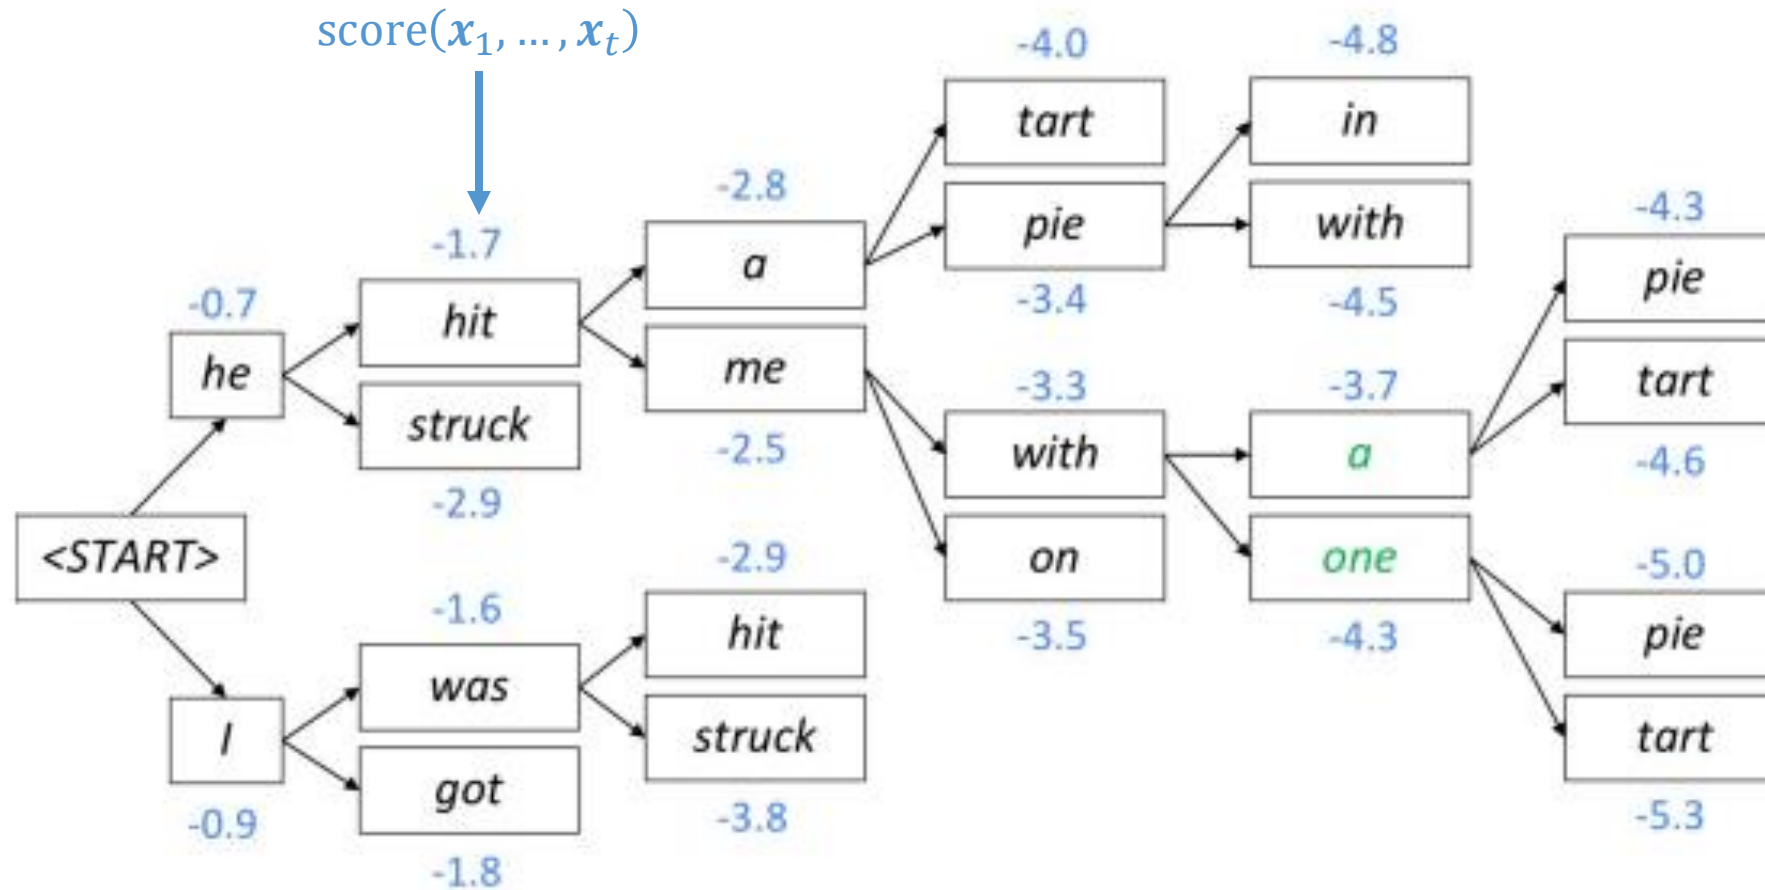 score(x₁, ..., xₜ)
-4.0
-4.8
tart
in
-2.8
-4.3
-1.7
pie
with
a
pie
-0.7
hit
-3.4
-4.5
he
me
-3.3
-3.7
tart
struck
-2.5
with
a
-4.6
-2.9
<START>
-2.9
on
one
-5.0
-1.6
hit
-3.5
-4.3
pie
was
I
struck
tart
got
-0.9
-3.8
-5.3
-1.8